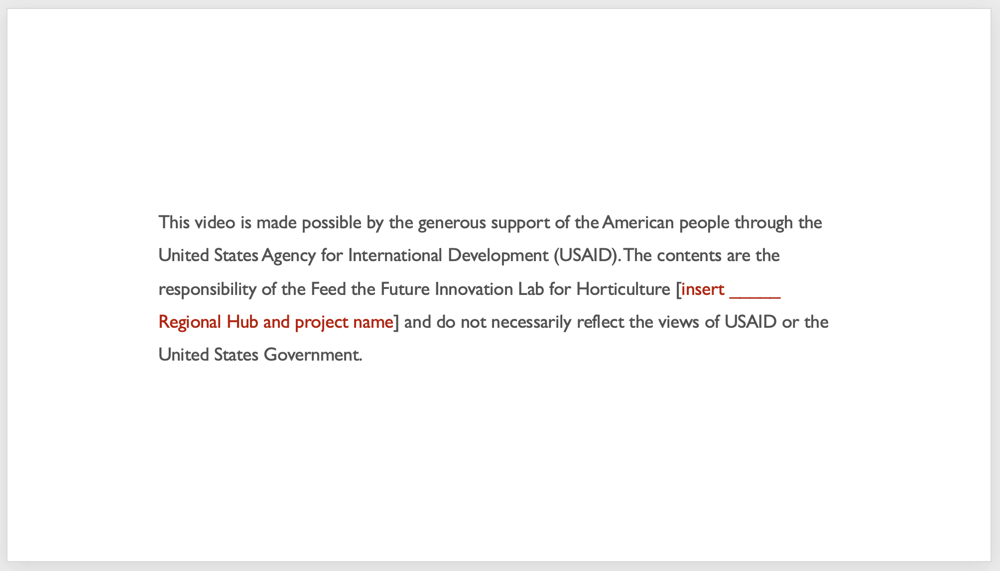 This video is made possible by the generous support of the American people through the
United States Agency for International Development (USAID). The contents are the
responsibility of the Feed the Future Innovation Lab for Horticulture [insert _____
Regional Hub and project name] and do not necessarily reflect the views of USAID or the
United States Government.